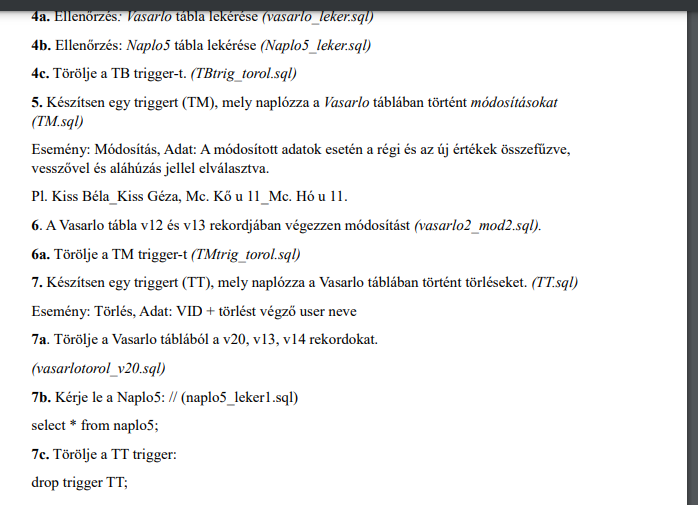 4a. Ellenőrzés: Vasarlo tábla lekérése (vasarlo_leker.sql)
4b. Ellenőrzés: Naplo5 tábla lekérése (Naplo5_leker.sql)
4c. Törölje a TB trigger-t. (TBtrig_torol.sql)
5. Készítsen egy triggert (TM), mely naplózza a Vasarlo táblában történt módosításokat
(TM.sql)
Esemény: Módosítás, Adat: A módosított adatok esetén a régi és az új értékek összefűzve,
vesszővel és aláhúzás jellel elválasztva.
Pl. Kiss Béla_Kiss Géza, Mc. Kő u 11_Mc. Hó u 11.
6. A Vasarlo tábla v12 és v13 rekordjában végezzen módosítást (vasarlo2_mod2.sql).
6a. Törölje a TM trigger-t (TMtrig_torol.sql)
7. Készítsen egy triggert (TT), mely naplózza a Vasarlo táblában történt törléseket. (TT.sql)
Esemény: Törlés, Adat: VID + törlést végző user neve
7a. Törölje a Vasarlo táblából a v20, v13, v14 rekordokat.
(vasarlotorol_v20.sql)
7b. Kérje le a Naplo5: // (naplo5_leker1.sql)
select * from naplo5;
7c. Törölje a TT trigger:
drop trigger TT;